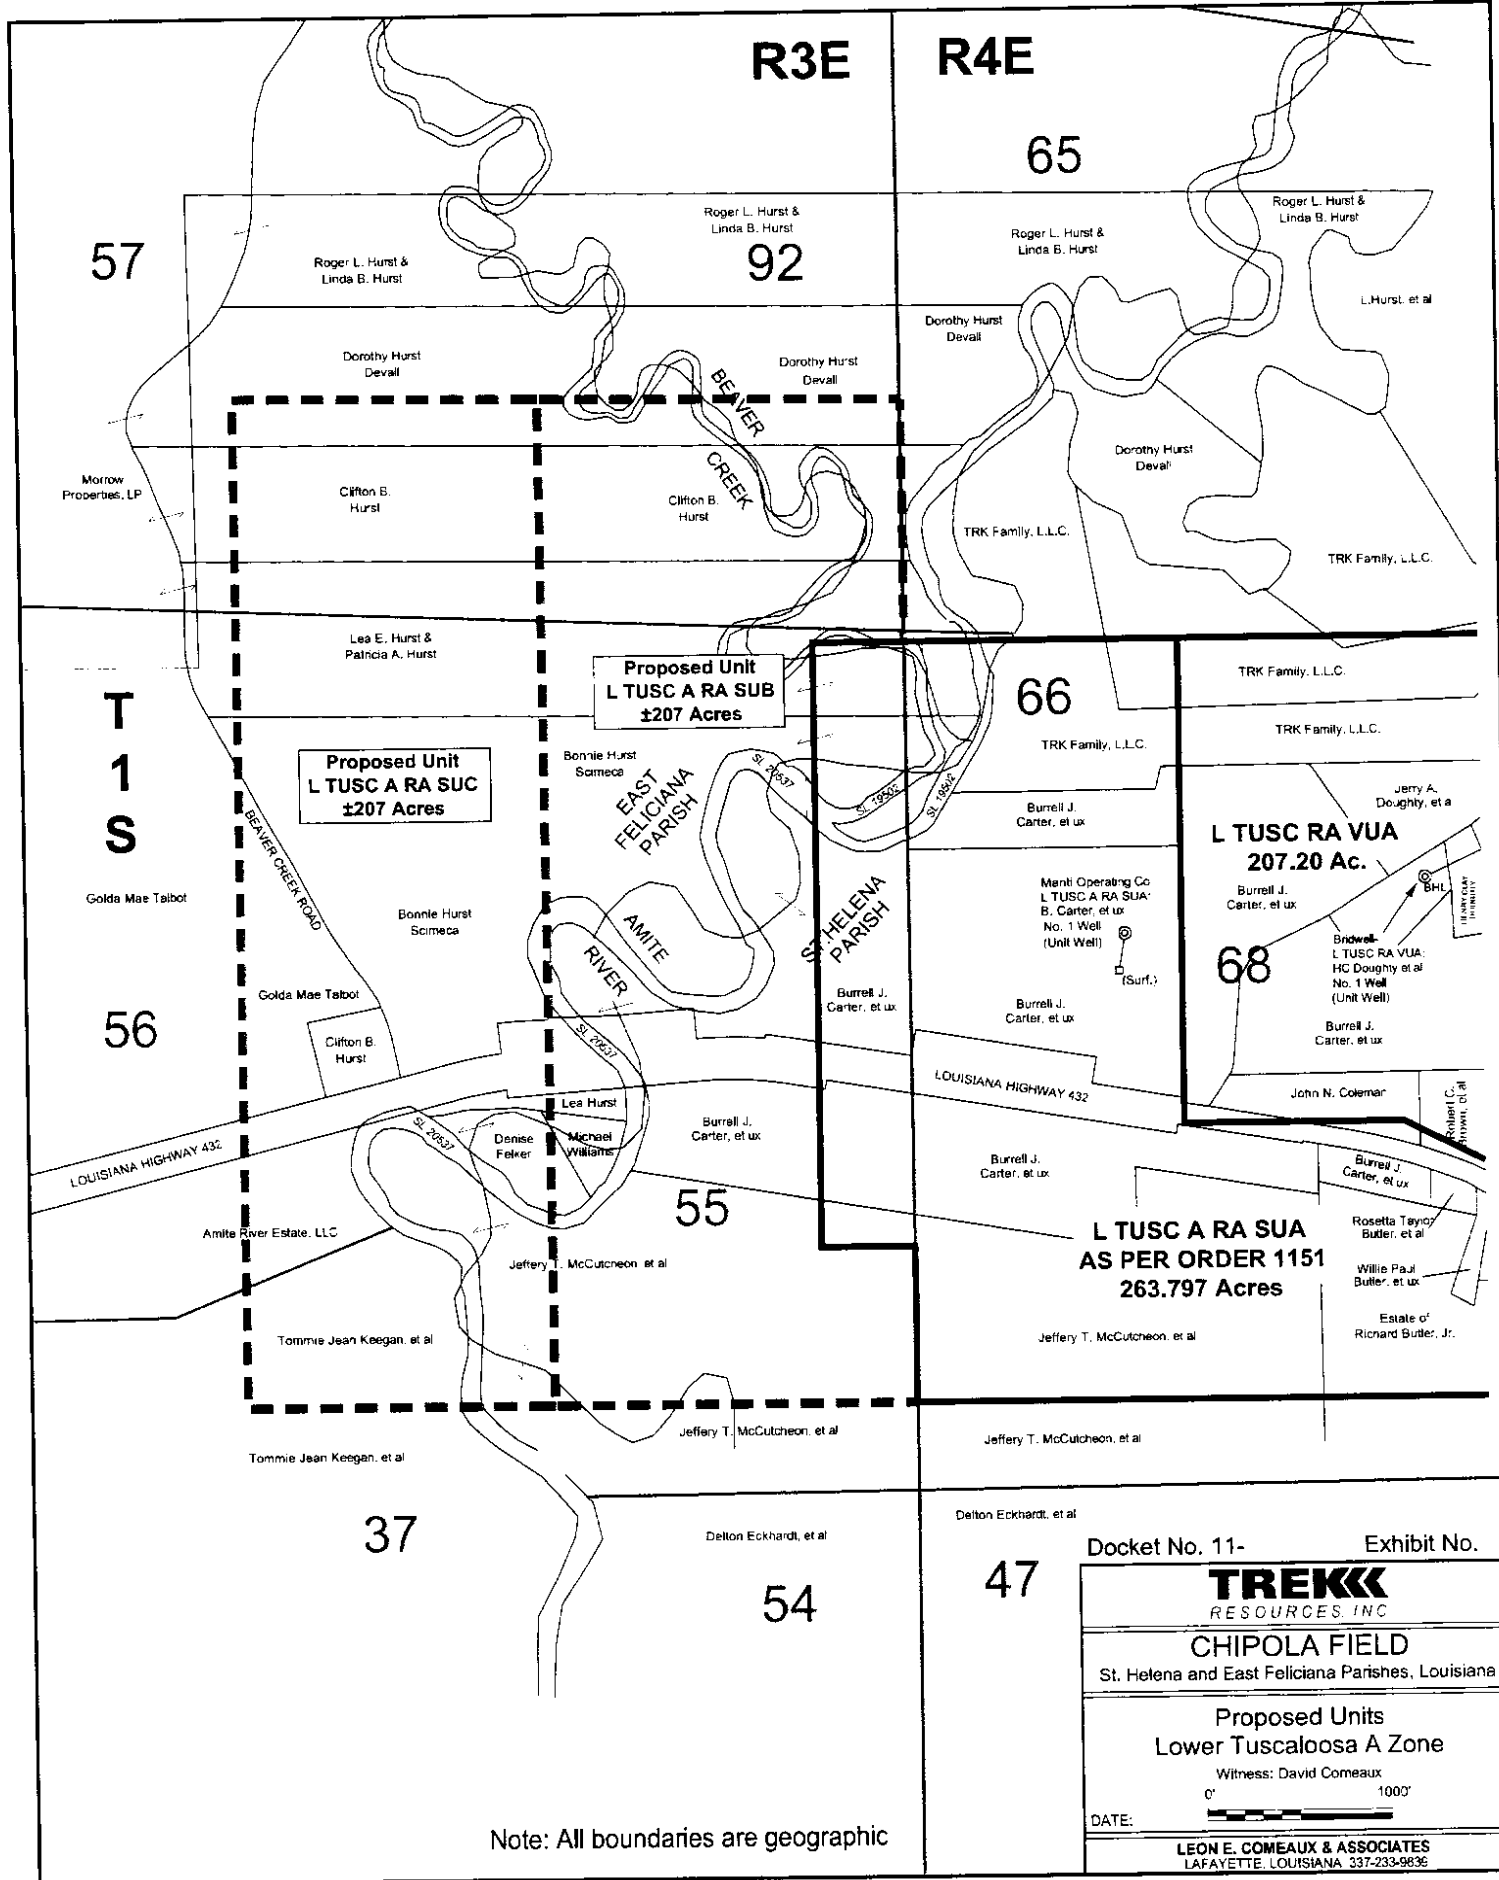 R3E
R4E
65
57
Roger L. Hurst &
Linda B. Hurst
Roger L. Hurst &
Linda B. Hurst
92
Roger L. Hurst &
Linda B. Hurst
Roger L. Hurst &
Linda B. Hurst
L.Hurst, et al
Dorothy Hurst
Devall
Dorothy Hurst
Devall
Dorothy Hurst
Devall
BEAVER
CREEK
Dorothy Hurst
Devall
Morrow
Properties, LP
Clifton B.
Hurst
Clifton B.
Hurst
TRK Family, L.L.C.
TRK Family, L.L.C.
Lea E. Hurst &
Patricia A. Hurst
Proposed Unit
L TUSC A RA SUB
±207 Acres
66
TRK Family, L.L.C.
T
1
S
TRK Family, L.L.C.
TRK Family, L.L.C.
Proposed Unit
L TUSC A RA SUC
±207 Acres
Bonnie Hurst
Scimeca
EAST
FELICIANA
PARISH
SL 20537
SL 19502
SL 19502
Burrell J.
Carter, et ux
Jerry A.
Doughty, et a
L TUSC RA VUA
207.20 Ac.
BEAVER CREEK ROAD
Golda Mae Talbot
Bonnie Hurst
Scimeca
AMITE
RIVER
ST. HELENA
PARISH
Manti Operating Co
L TUSC A RA SUA;
B. Carter, et ux
No. 1 Well
(Unit Well)
(Surf.)
Burrell J.
Carter, et ux
BHL
68
Bridwell-
L TUSC RA VUA;
HC Doughty et al
No. 1 Well
(Unit Well)
Burrell J.
Carter, et ux
Burrell J.
Carter, et ux
Burrell J.
Carter, et ux
Golda Mae Talbot
56
Clifton B.
Hurst
SL 20537
LOUISIANA HIGHWAY 432
John N. Coleman
Robert C.
Brown, et al
Lea Hurst
Denise
Felker
Michael
Williams
Burrell J.
Carter, et ux
SL 20537
LOUISIANA HIGHWAY 432
Burrell J.
Carter, et ux
Burrell J.
Carter, et ux
55
Amite River Estate, LLC
Jeffery T. McCutcheon, et al
L TUSC A RA SUA
AS PER ORDER 1151
263.797 Acres
Rosetta Taylor
Butler, et al
Willie Paul
Butler, et ux
Estate of
Richard Butler, Jr.
Tommie Jean Keegan, et al
Jeffery T. McCutcheon, et al
Jeffery T. McCutcheon, et al
Jeffery T. McCutcheon, et al
Tommie Jean Keegan, et al
37
Delton Eckhardt, et al
Delton Eckhardt, et al
54
47
Docket No. 11-
Exhibit No.
TREK
RESOURCES, INC
CHIPOLA FIELD
St. Helena and East Feliciana Parishes, Louisiana
Proposed Units
Lower Tuscaloosa A Zone
Witness: David Comeaux
0'
1000'
DATE:
LEON E. COMEAUX & ASSOCIATES
LAFAYETTE, LOUISIANA 337-233-9836
Note: All boundaries are geographic